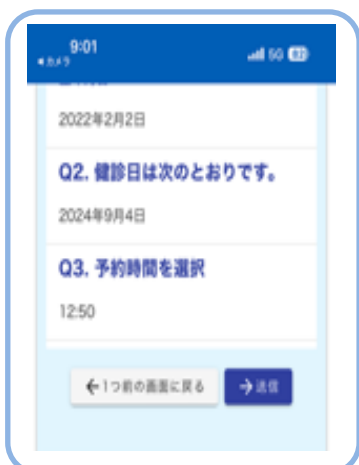 9:01
5G 82
◀カメラ
2022年2月2日
Q2. 健診日は次のとおりです。
2024年9月4日
Q3. 予約時間を選択
12:50
←1つ前の画面に戻る
→送信